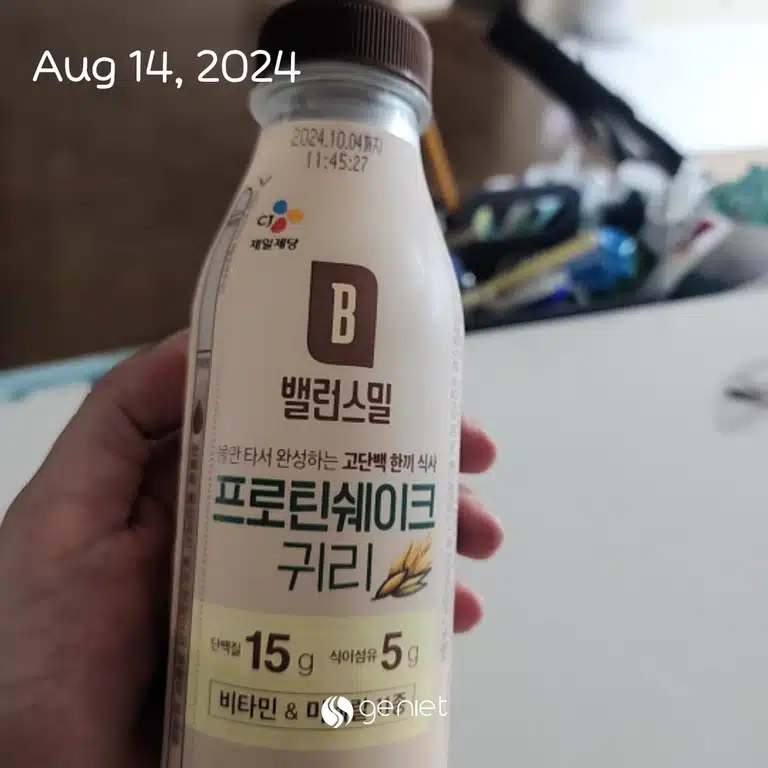 Aug 14, 2024
2024.10.04까지
11:45:27
CJ
제일제당
B
밸런스밀
물만 타서 완성하는 고단백 한끼 식사
프로틴쉐이크
귀리
단백질 15g 식이섬유 5g
비타민 &
geniet